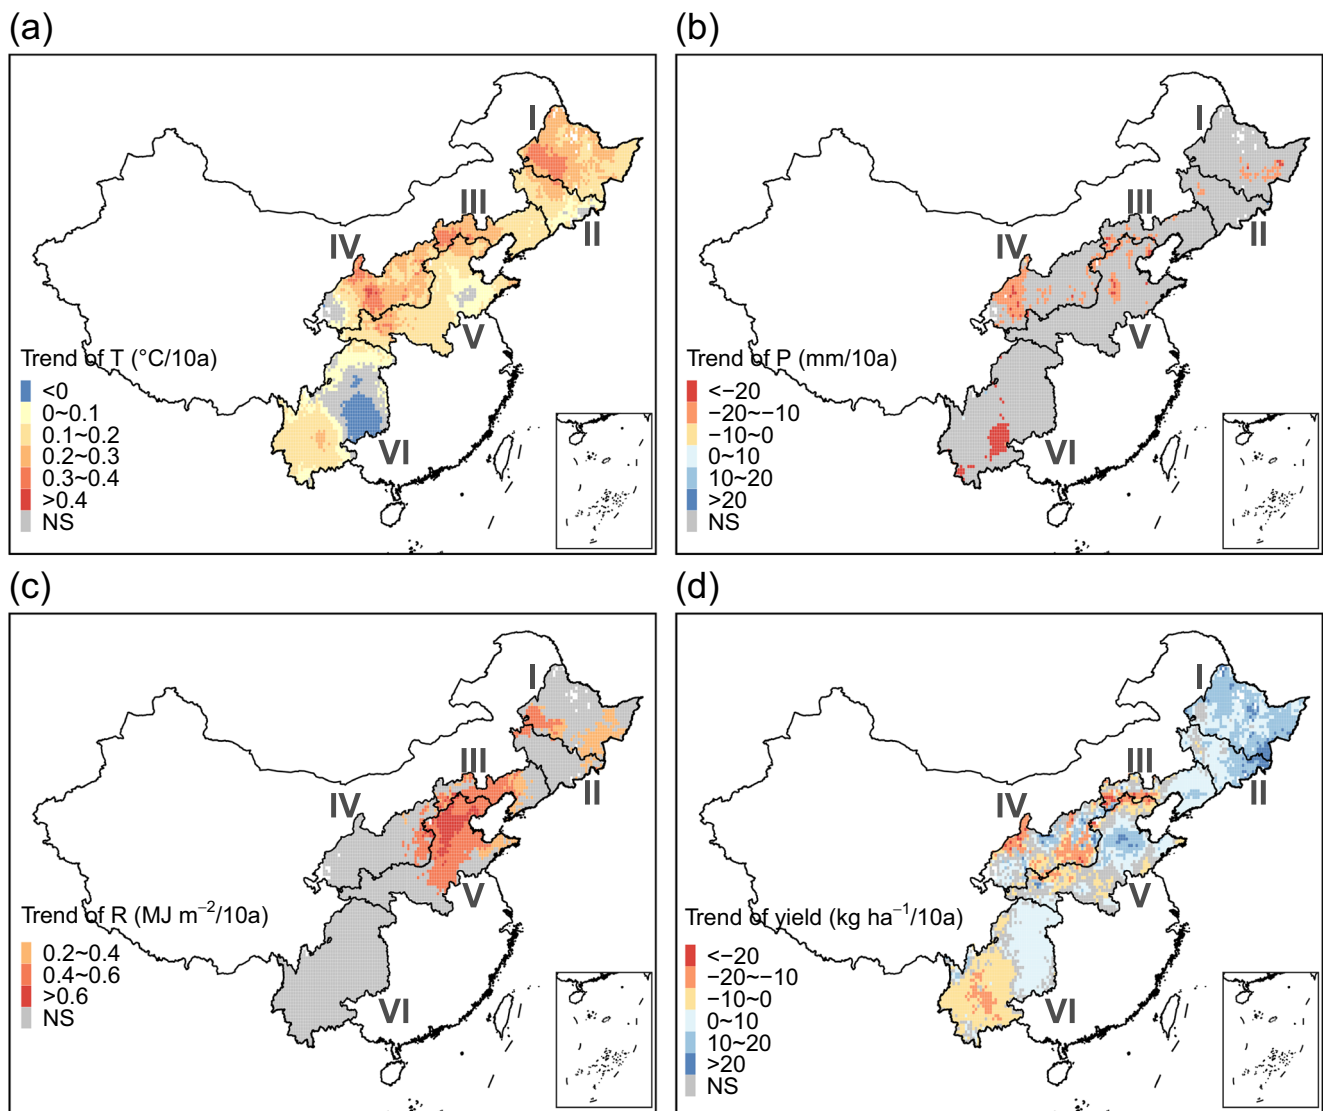 (a)
I
II
III
IV
V
VI
Trend of T (°C/10a)
<0
0~0.1
0.1~0.2
0.2~0.3
0.3~0.4
>0.4
NS
(b)
I
II
III
IV
V
VI
Trend of P (mm/10a)
<−20
−20~−10
−10~0
0~10
10~20
>20
NS
(c)
I
II
III
IV
V
VI
Trend of R (MJ m⁻²/10a)
0.2~0.4
0.4~0.6
>0.6
NS
(d)
I
II
III
IV
V
VI
Trend of yield (kg ha⁻¹/10a)
<−20
−20~−10
−10~0
0~10
10~20
>20
NS